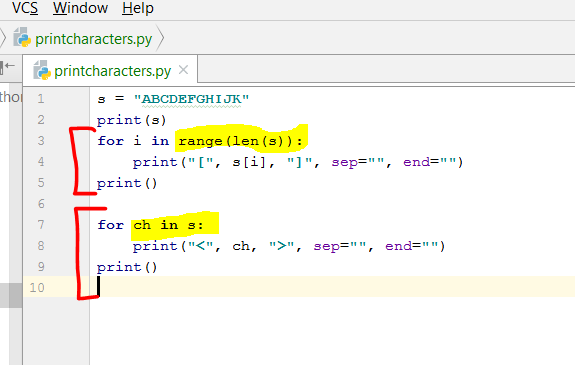 VCS Window Help
printcharacters.py
printcharacters.py
1 s = "ABCDEFGHIJK"
2 print(s)
3 for i in range(len(s)):
4     print("[", s[i], "]", sep="", end="")
5 print()
6
7 for ch in s:
8     print("<", ch, ">", sep="", end="")
9 print()
10